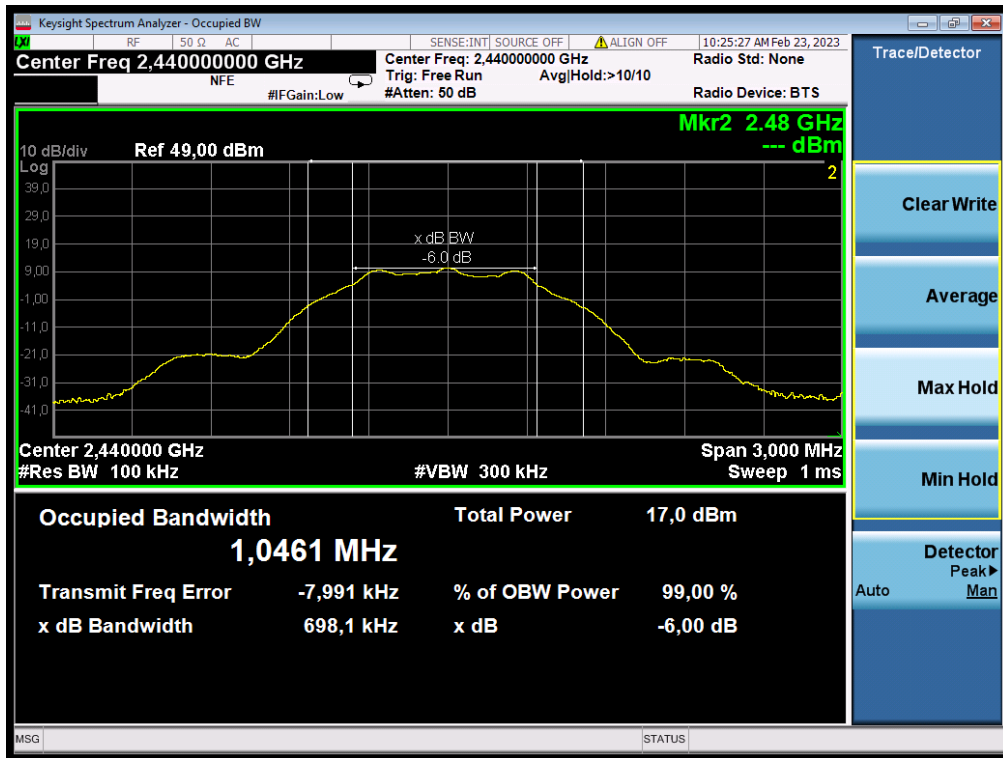 Keysight Spectrum Analyzer - Occupied BW
LXI RF 50 Ω AC SENSE:INT SOURCE OFF ALIGN OFF 10:25:27 AM Feb 23, 2023
Center Freq 2,440000000 GHz
Center Freq: 2,440000000 GHz
Radio Std: None
NFE
Trig: Free Run Avg|Hold:>10/10
#IFGain:Low
#Atten: 50 dB
Radio Device: BTS
Mkr2 2.48 GHz
--- dBm
10 dB/div Ref 49,00 dBm
Log
2
39,0
29,0
19,0
9,00
-1,00
-11,0
-21,0
-31,0
-41,0
x dB BW
-6.0 dB
Center 2,440000 GHz
Span 3,000 MHz
#Res BW 100 kHz
#VBW 300 kHz
Sweep 1 ms
Occupied Bandwidth
1,0461 MHz
Total Power 17,0 dBm
Transmit Freq Error -7,991 kHz
% of OBW Power 99,00 %
x dB Bandwidth 698,1 kHz
x dB -6,00 dB
Trace/Detector
Clear Write
Average
Max Hold
Min Hold
Detector
Peak▶
Auto Man
MSG
STATUS